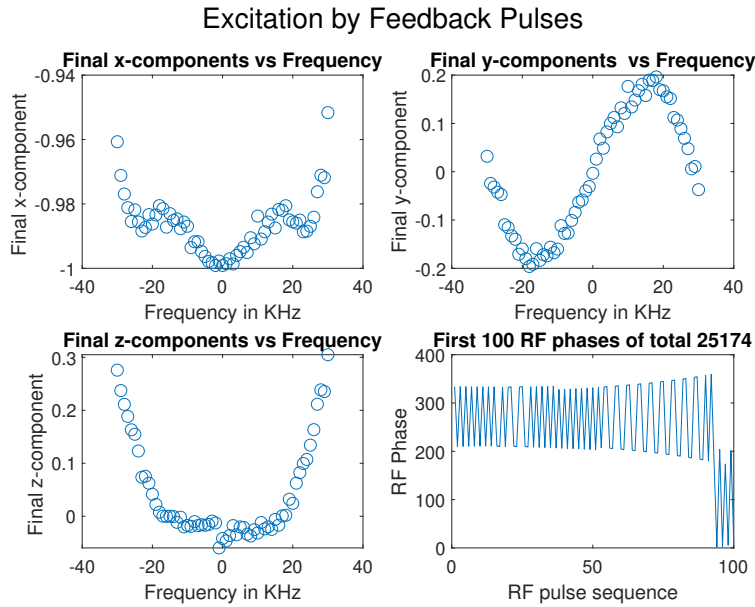 Excitation by Feedback Pulses
Final x-components vs Frequency
-0.94
-0.96
-0.98
-1
Final x-component
-40
-20
0
20
40
Frequency in KHz
Final y-components  vs Frequency
0.2
0.1
0
-0.1
-0.2
Final y-component
-40
-20
0
20
40
Frequency in KHz
Final z-components vs Frequency
0.3
0.2
0.1
0
Final z-component
-40
-20
0
20
40
Frequency in KHz
First 100 RF phases of total 25174
400
300
200
100
0
RF Phase
0
50
100
RF pulse sequence